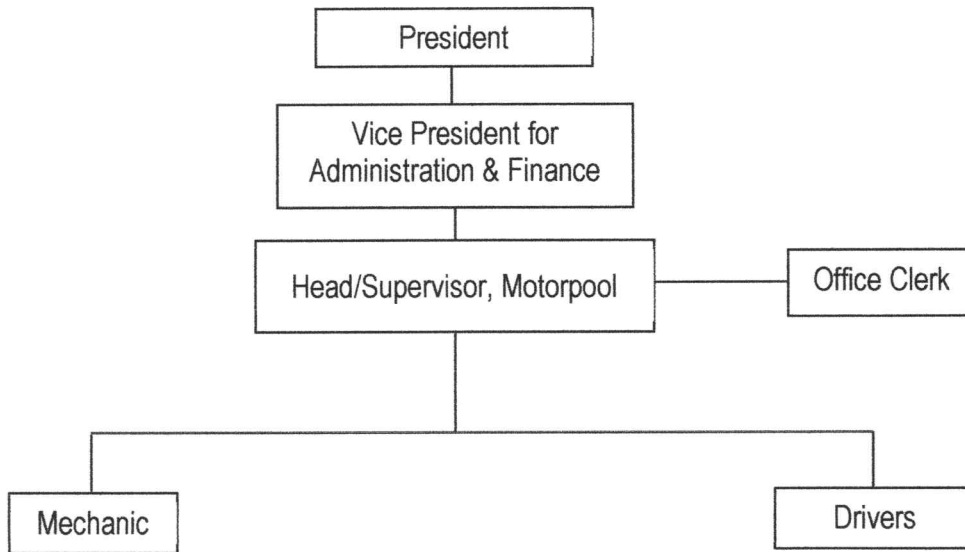 President
Vice President for
Administration & Finance
Head/Supervisor, Motorpool
Office Clerk
Mechanic
Drivers